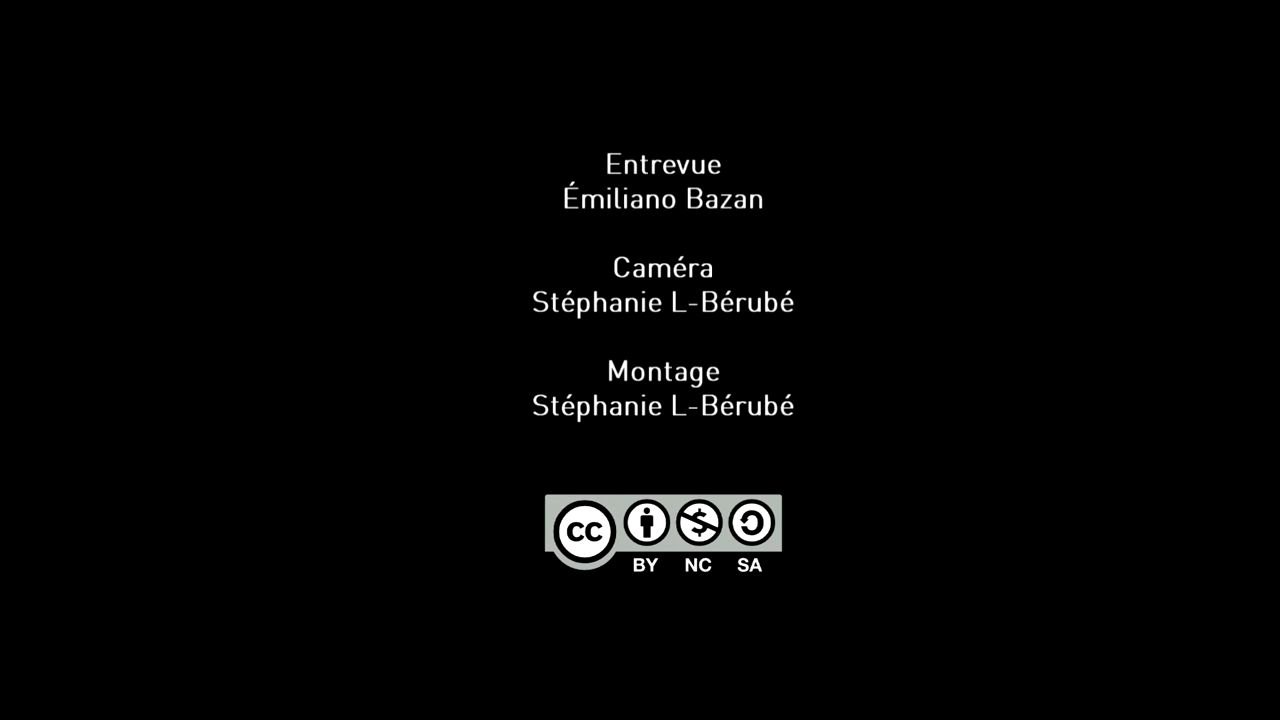 Entrevue
Émiliano Bazan
Caméra
Stéphanie L-Bérubé
Montage
Stéphanie L-Bérubé
cc
BY NC SA